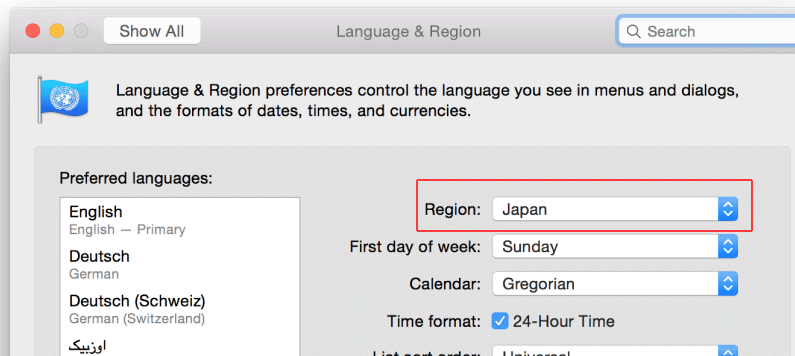 Show All
Language & Region
Search
Language & Region preferences control the language you see in menus and dialogs,
and the formats of dates, times, and currencies.
Preferred languages:
English
English — Primary
Deutsch
German
Deutsch (Schweiz)
German (Switzerland)
اوزبیک
Region: Japan
First day of week: Sunday
Calendar: Gregorian
Time format: 24-Hour Time
List sort order: Universal